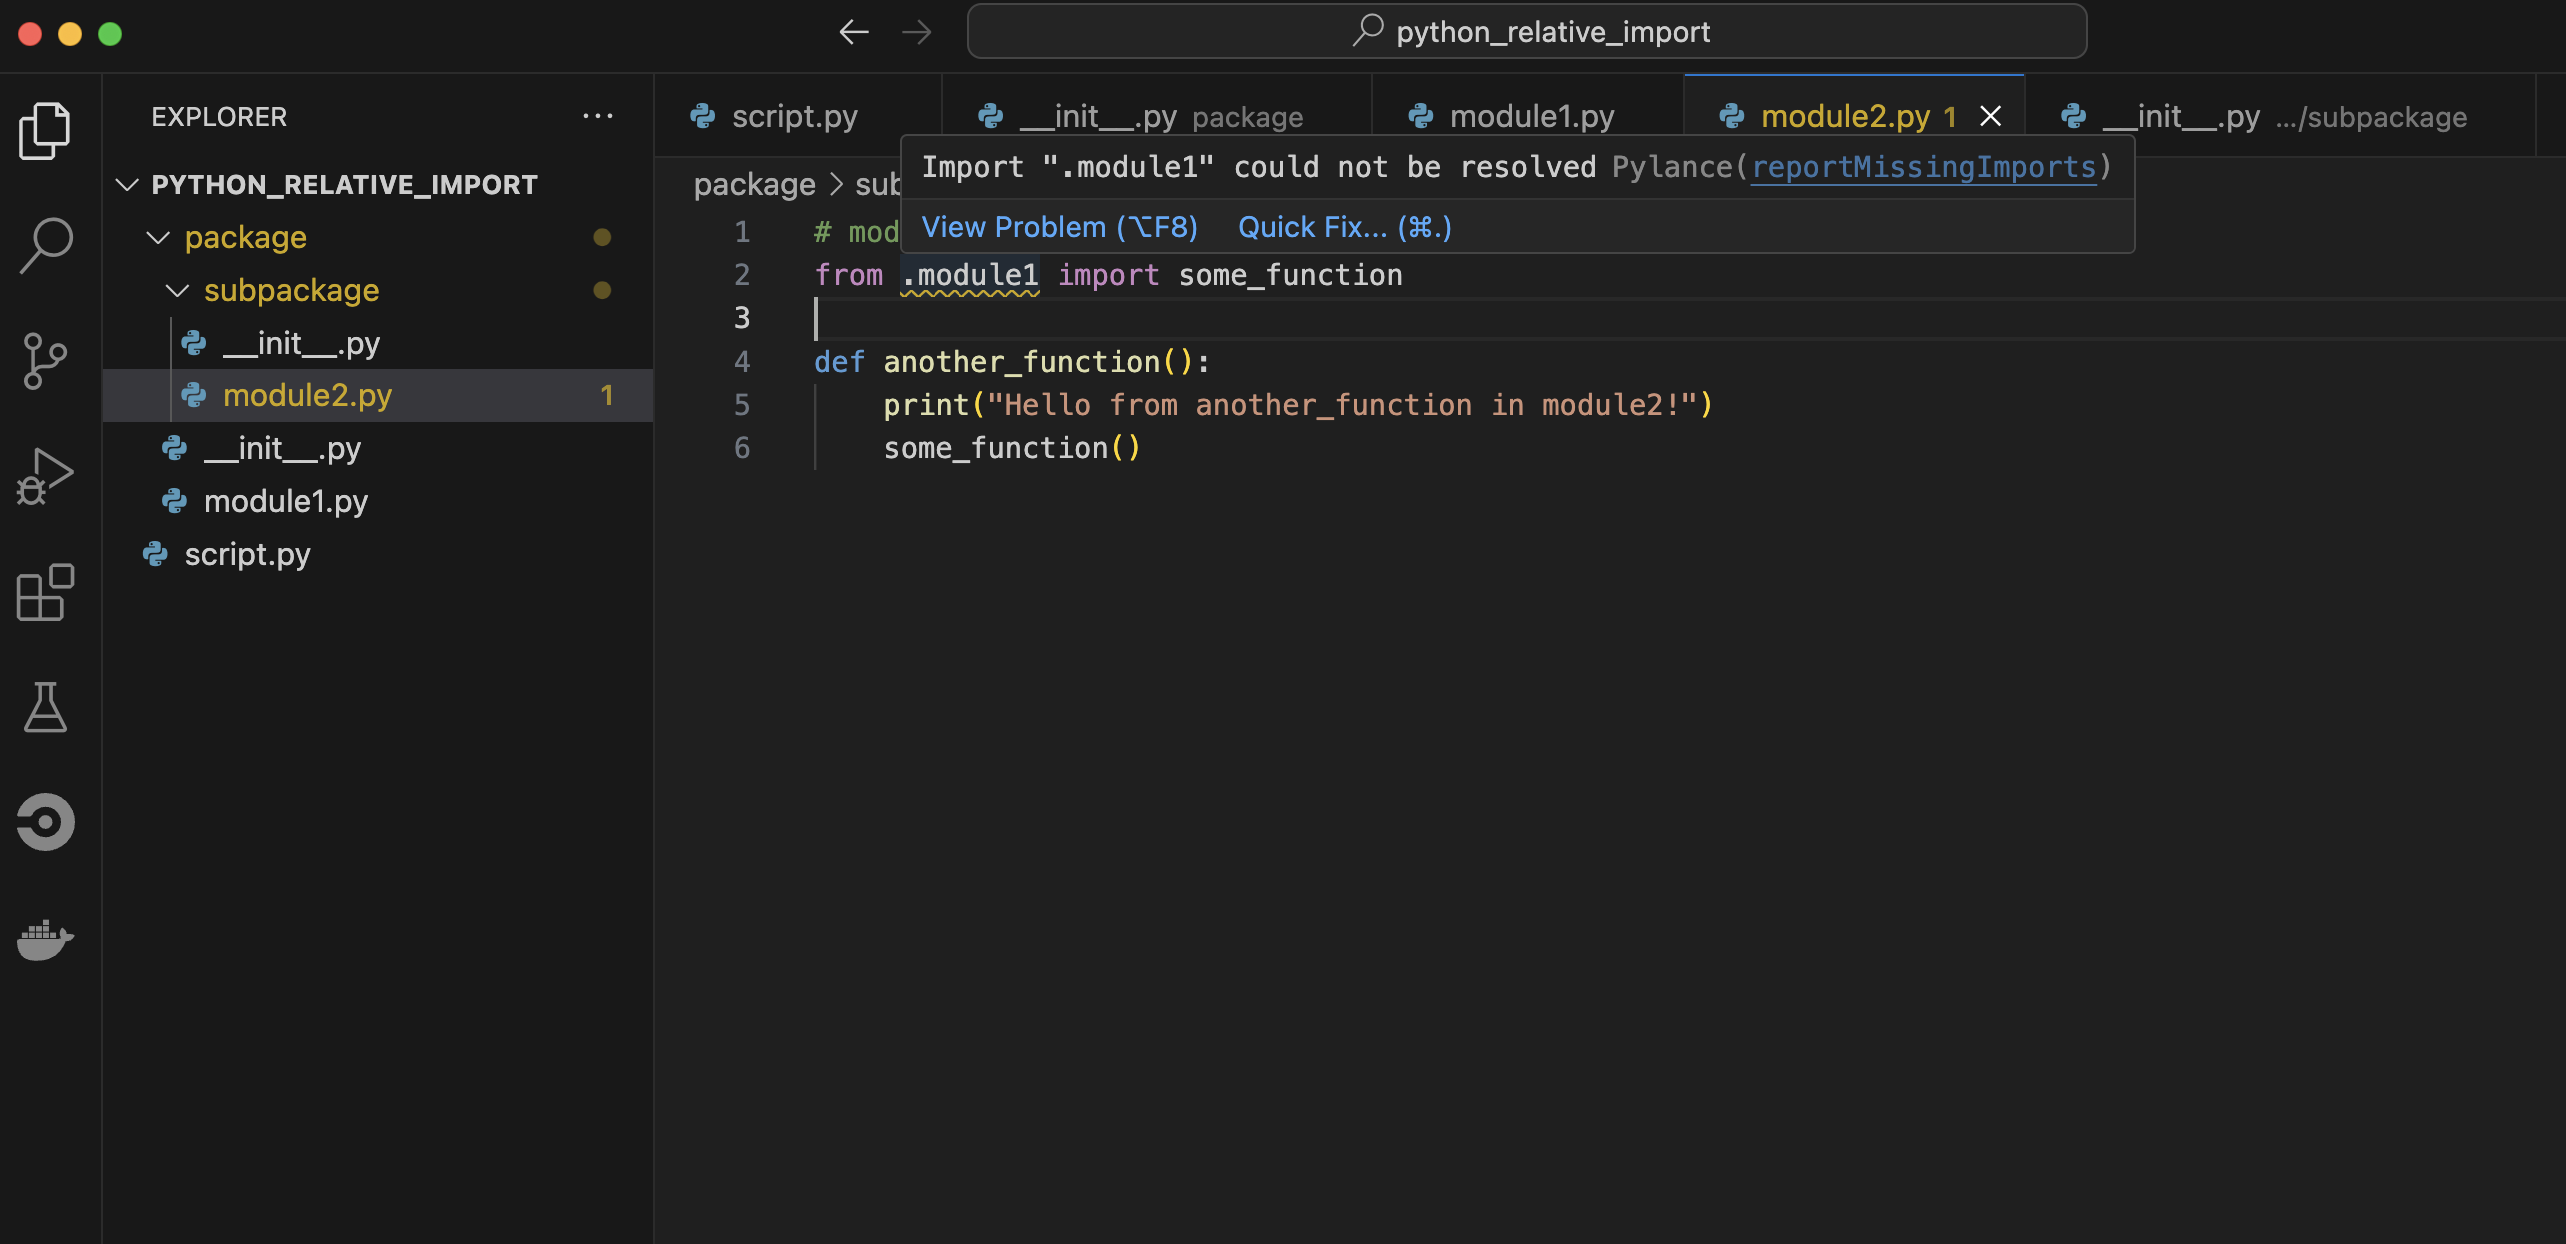 python_relative_import
EXPLORER
script.py
__init__.py package
module1.py
module2.py 1
__init__.py .../subpackage
PYTHON_RELATIVE_IMPORT
package
subpackage
__init__.py
module2.py 1
__init__.py
module1.py
script.py
Import ".module1" could not be resolved Pylance(reportMissingImports)
View Problem (⌥F8) Quick Fix... (⌘.)
package > sub
1 # mod
2 from .module1 import some_function
3
4 def another_function():
5 print("Hello from another_function in module2!")
6 some_function()